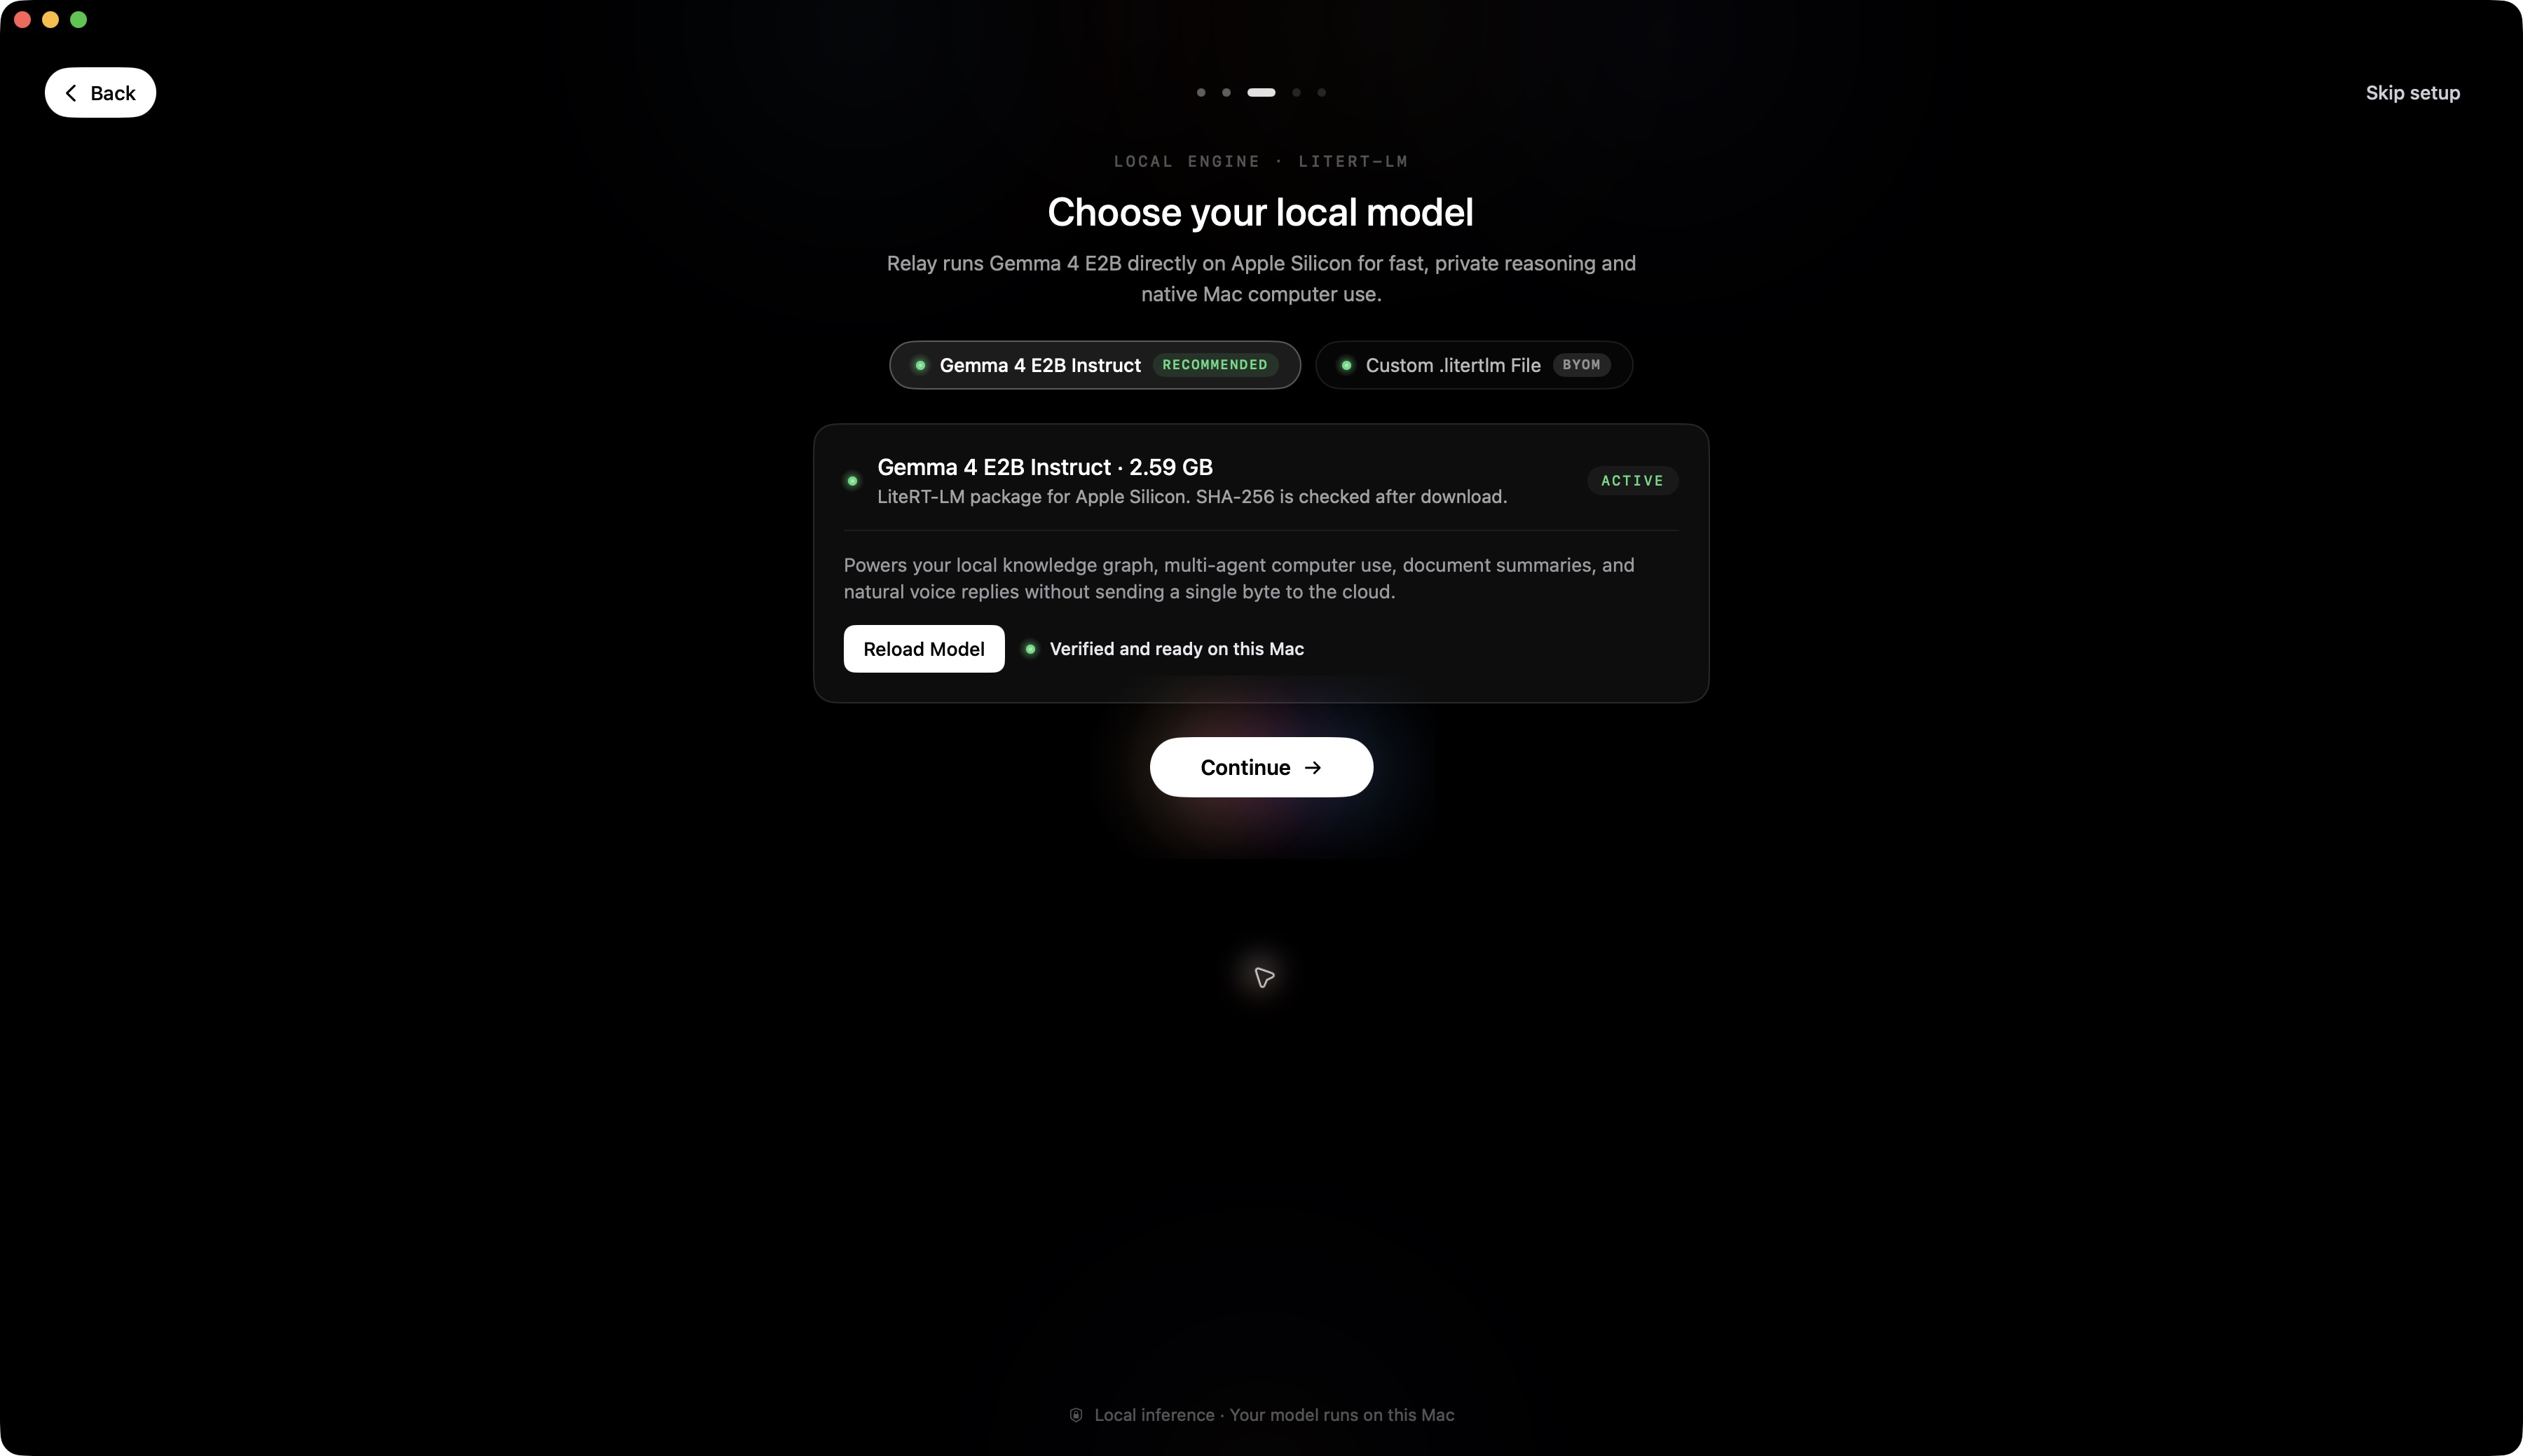 Back
Skip setup
LOCAL ENGINE · LITERT-LM
Choose your local model
Relay runs Gemma 4 E2B directly on Apple Silicon for fast, private reasoning and
native Mac computer use.
Gemma 4 E2B Instruct RECOMMENDED
Custom .litertlm File BYOM
Gemma 4 E2B Instruct · 2.59 GB
LiteRT-LM package for Apple Silicon. SHA-256 is checked after download.
ACTIVE
Powers your local knowledge graph, multi-agent computer use, document summaries, and
natural voice replies without sending a single byte to the cloud.
Reload Model
Verified and ready on this Mac
Continue →
Local inference · Your model runs on this Mac